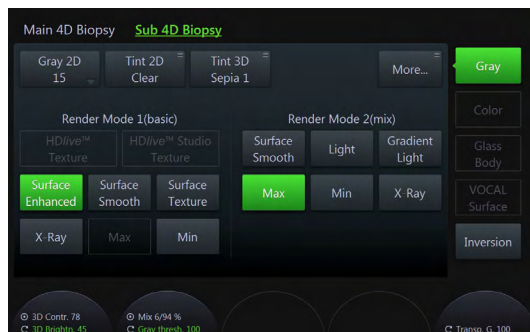 Main 4D Biopsy
Sub 4D Biopsy
Gray 2D
15
Tint 2D
Clear
Tint 3D
Sepia 1
More...
Gray
Render Mode 1(basic)
Render Mode 2(mix)
HDlive™
Texture
HDlive™ Studio
Texture
Surface
Smooth
Light
Gradient
Light
Color
Glass
Body
Surface
Enhanced
Surface
Smooth
Surface
Texture
Max
Min
X-Ray
VOCAL
Surface
X-Ray
Max
Min
Inversion
3D Contr. 78
3D Brightn. 45
Mix 6/94 %
Gray thresh. 100
Transp. G. 100